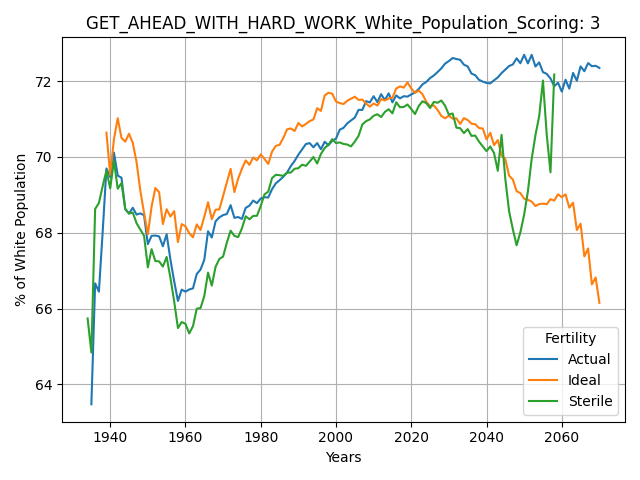 GET_AHEAD_WITH_HARD_WORK_White_Population_Scoring: 3
% of White Population
72
70
68
66
64
1940
1960
1980
2000
2020
2040
2060
Years
Fertility
Actual
Ideal
Sterile